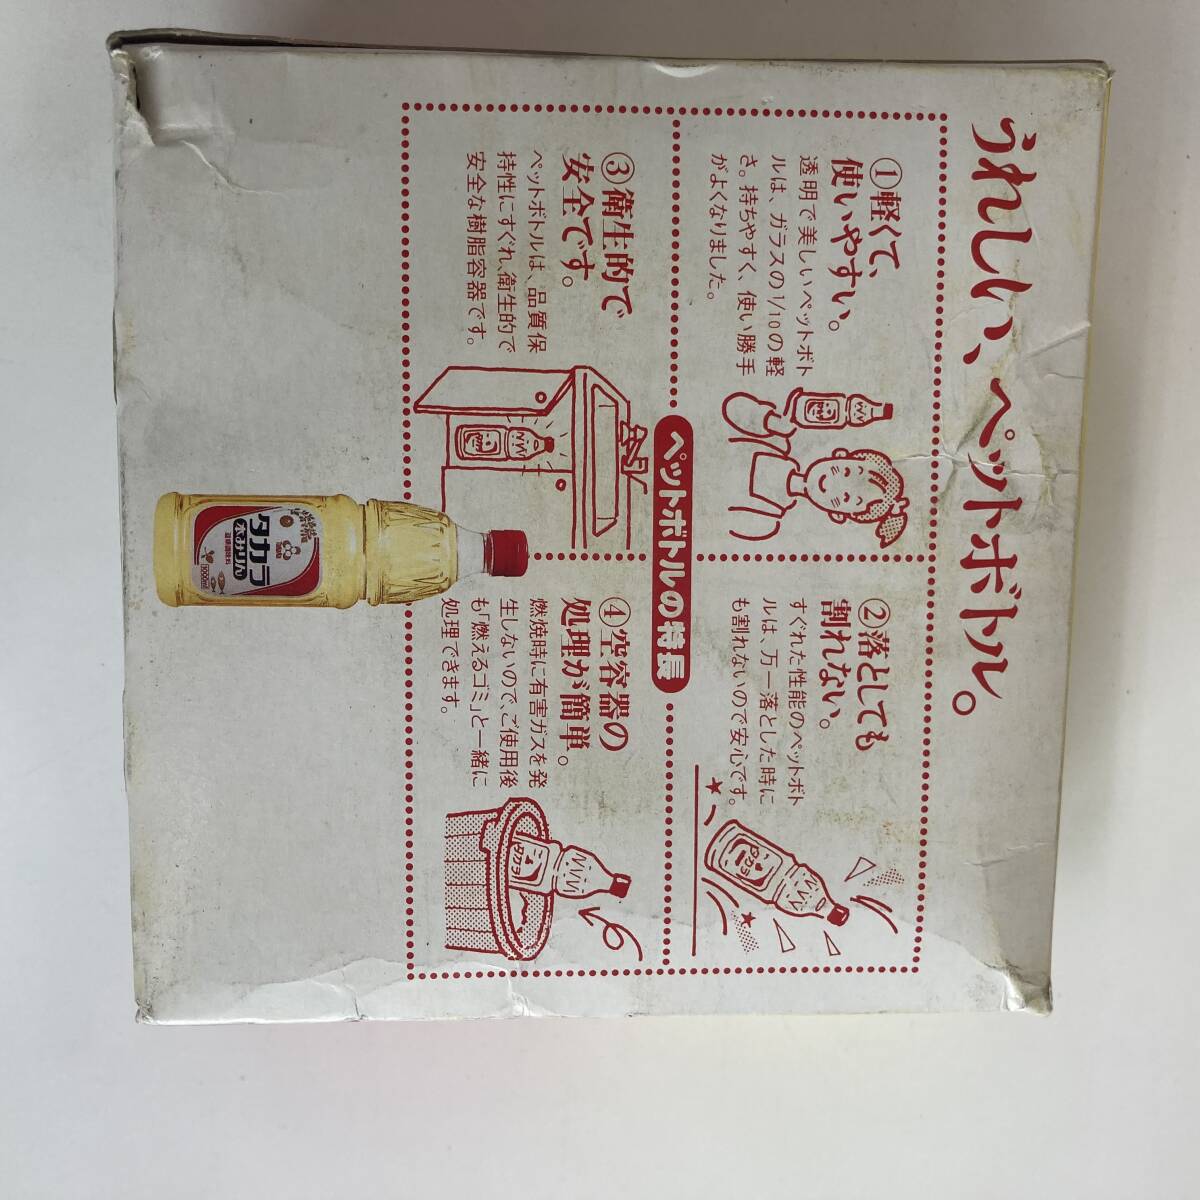 うれしい、ペットボトル。
ペットボトルの特長
①軽くて、
使いやすい。
透明で美しいペットボト
ルは、ガラスの1/10の軽
さ。持ちやすく、使い勝手
がよくなりました。
②落としても
割れない。
すぐれた性能のペットボト
ルは、万一落とした時に
も割れないので安心です。
③衛生的で
安全です。
ペットボトルは、品質保
持性にすぐれ、衛生的で
安全な樹脂容器です。
④空容器の
処理が簡単。
燃焼時に有害ガスを発
生しないので、ご使用後
も「燃えるゴミ」と一緒に
処理できます。
タカラ
本みりん
1000ml
タカラ